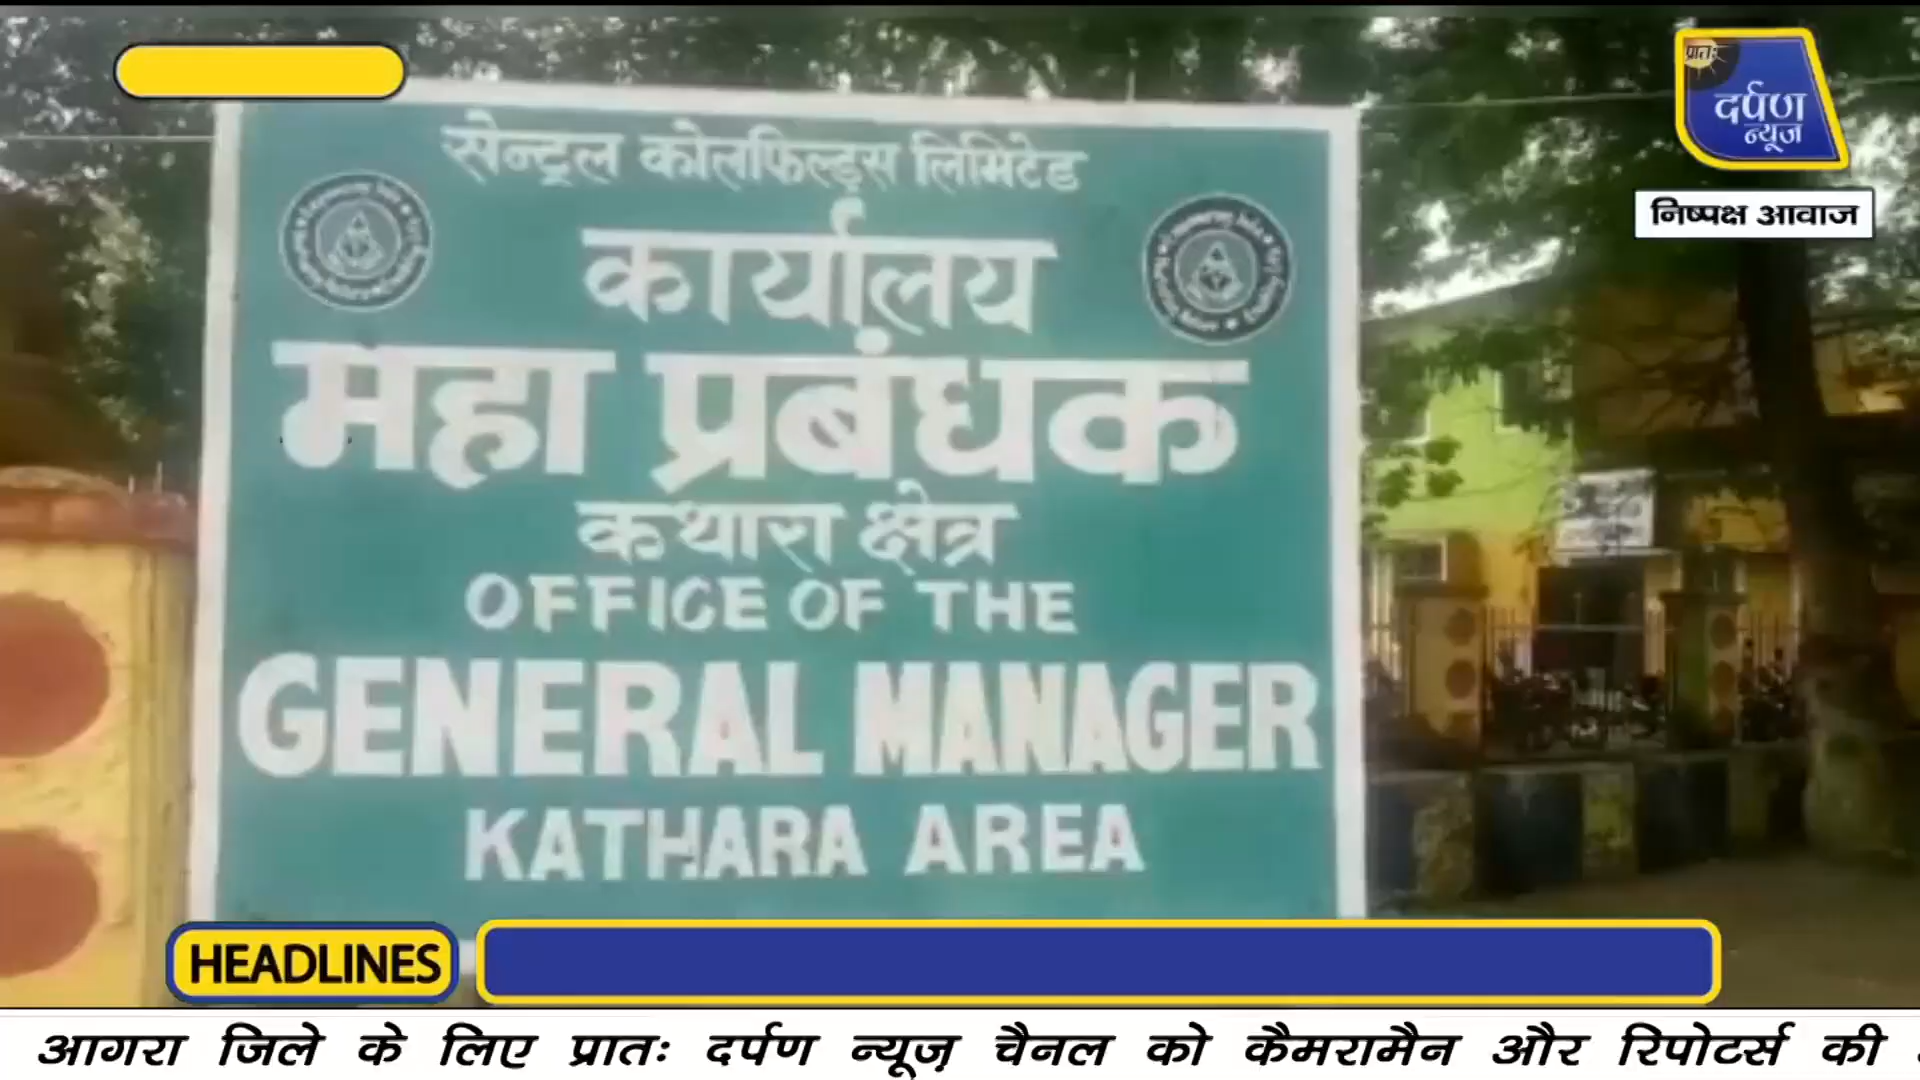 प्रातः
दर्पण
न्यूज
निष्पक्ष आवाज
सेन्ट्रल कोलफिल्ड्स लिमिटेड
कार्यालय
महा प्रबंधक
कथारा क्षेत्र
OFFICE OF THE
GENERAL MANAGER
KATHARA AREA
HEADLINES
आगरा जिले के लिए प्रातः दर्पण न्यूज़ चैनल को कैमरामैन और रिपोटर्स की